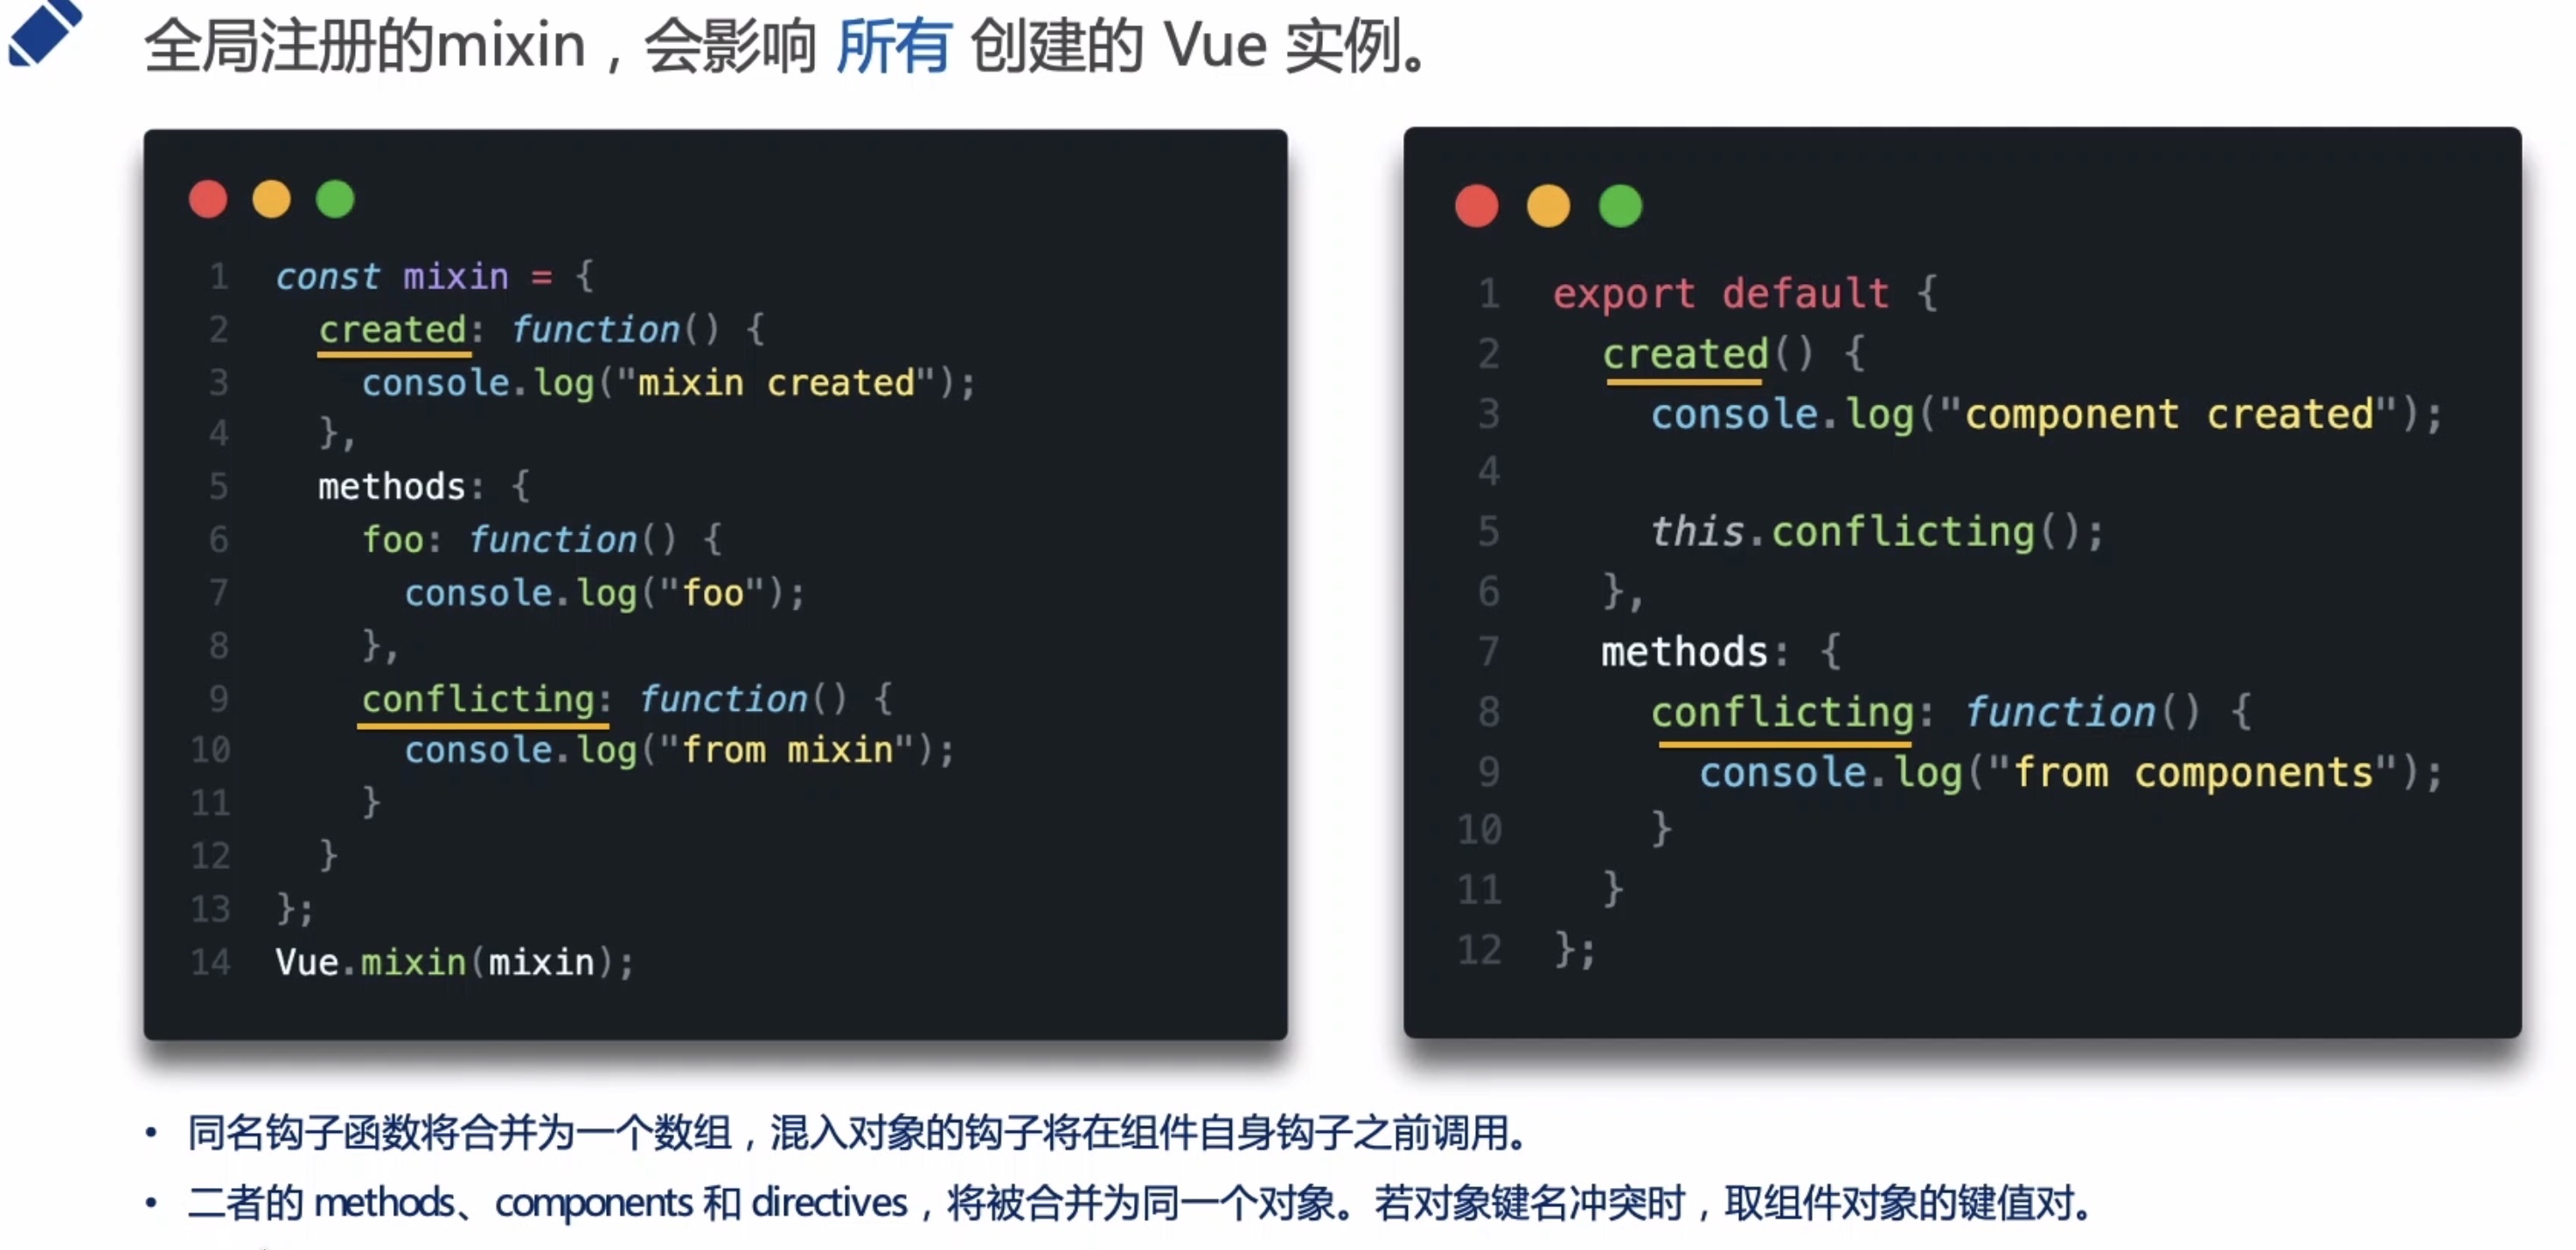 全局注册的mixin，会影响 所有 创建的 Vue 实例。
1 const mixin = {
2 created: function() {
3 console.log("mixin created");
4 },
5 methods: {
6 foo: function() {
7 console.log("foo");
8 },
9 conflicting: function() {
10 console.log("from mixin");
11 }
12 }
13 };
14 Vue.mixin(mixin);
1 export default {
2 created() {
3 console.log("component created");
4
5 this.conflicting();
6 },
7 methods: {
8 conflicting: function() {
9 console.log("from components");
10 }
11 }
12 };
• 同名钩子函数将合并为一个数组，混入对象的钩子将在组件自身钩子之前调用。
• 二者的 methods、components 和 directives，将被合并为同一个对象。若对象键名冲突时，取组件对象的键值对。